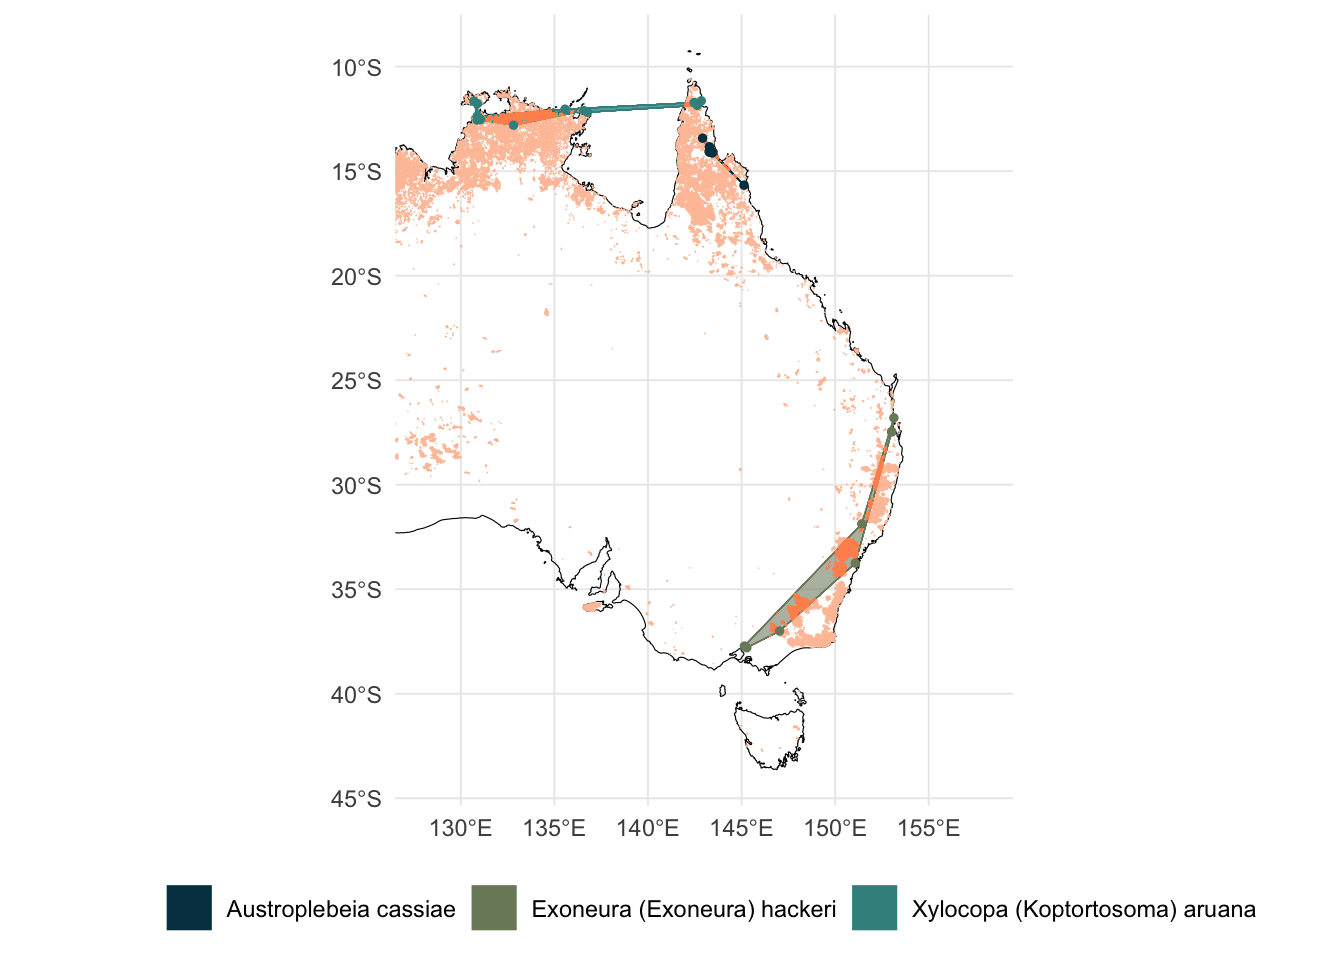 10°S
15°S
20°S
25°S
30°S
35°S
40°S
45°S
130°E 135°E 140°E 145°E 150°E 155°E
Austroplebeia cassiae Exoneura (Exoneura) hackeri Xylocopa (Koptortosoma) aruana